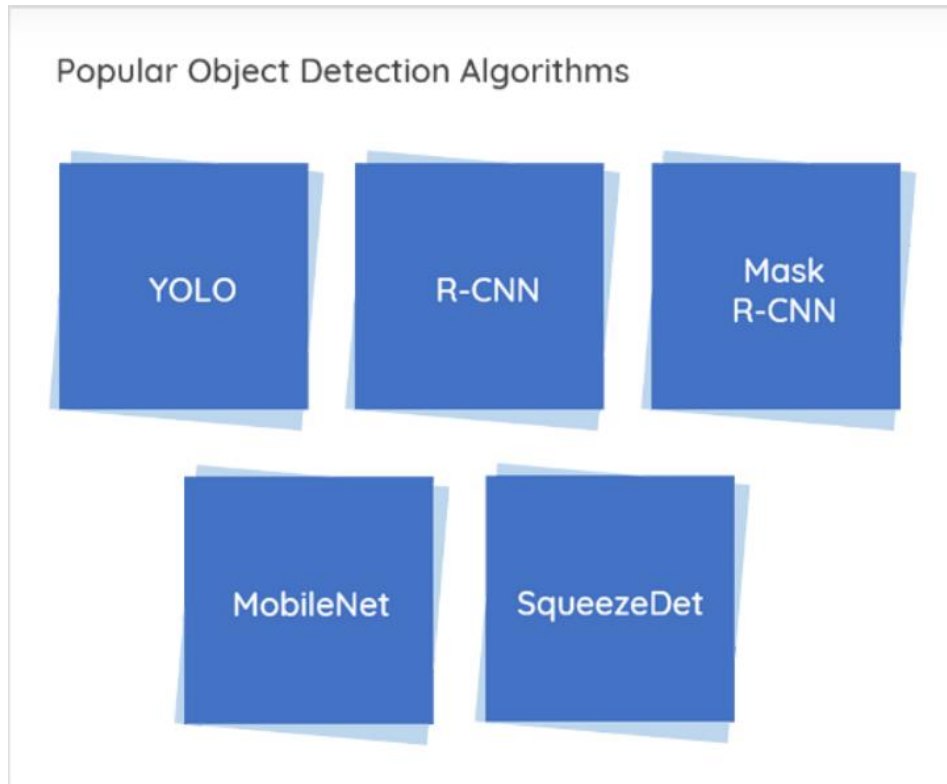 Popular Object Detection Algorithms
YOLO
R-CNN
Mask
R-CNN
MobileNet
SqueezeDet